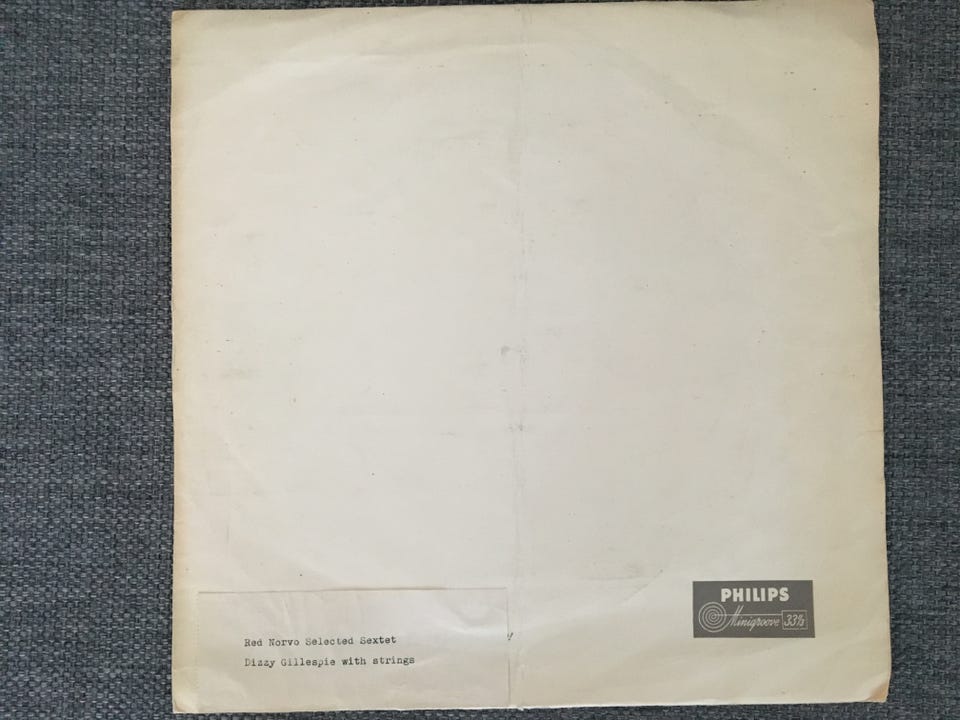 Red Norvo Selected Sextet
Dizzy Gillespie with strings
PHILIPS
Minigroove 33⅓